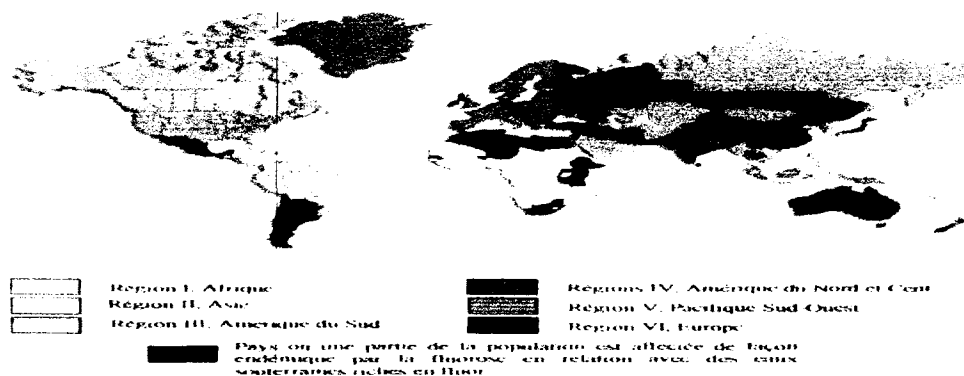 Région I, Afrique
Région II, Asie
Région III, Amérique du Sud
Régions IV, Amérique du Nord et Cent
Région V, Pacifique Sud-Ouest
Région VI, Europe
Pays ou une partie de la population est affectée de façon
endémique par la fluorose en relation avec des eaux
souterraines riches en fluor